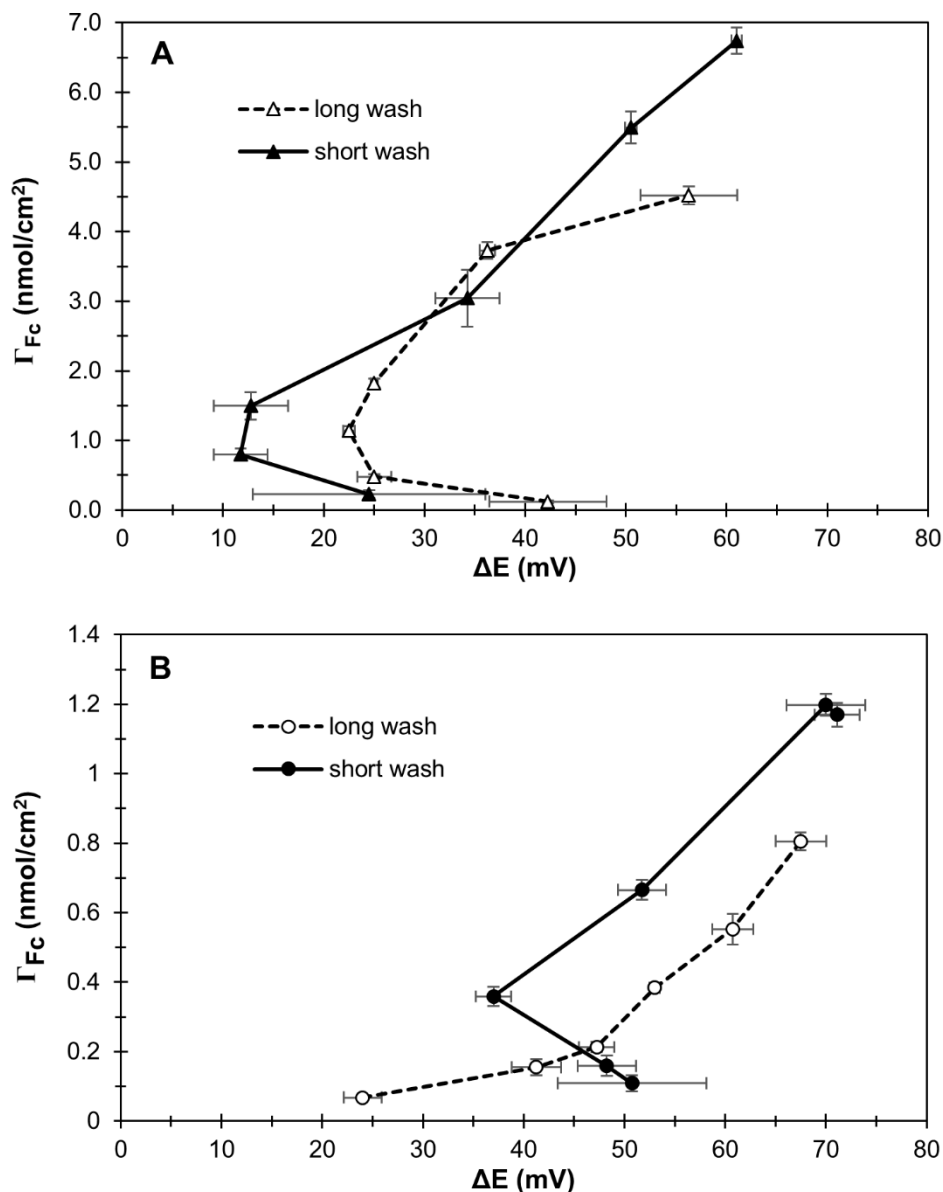 7.0
A
6.0
long wash
short wash
5.0
4.0
ΓFc (nmol/cm²)
3.0
2.0
1.0
0.0
0 10 20 30 40 50 60 70 80
ΔE (mV)
1.4
B
1.2
long wash
short wash
1
0.8
ΓFc (nmol/cm²)
0.6
0.4
0.2
0
0 10 20 30 40 50 60 70 80
ΔE (mV)